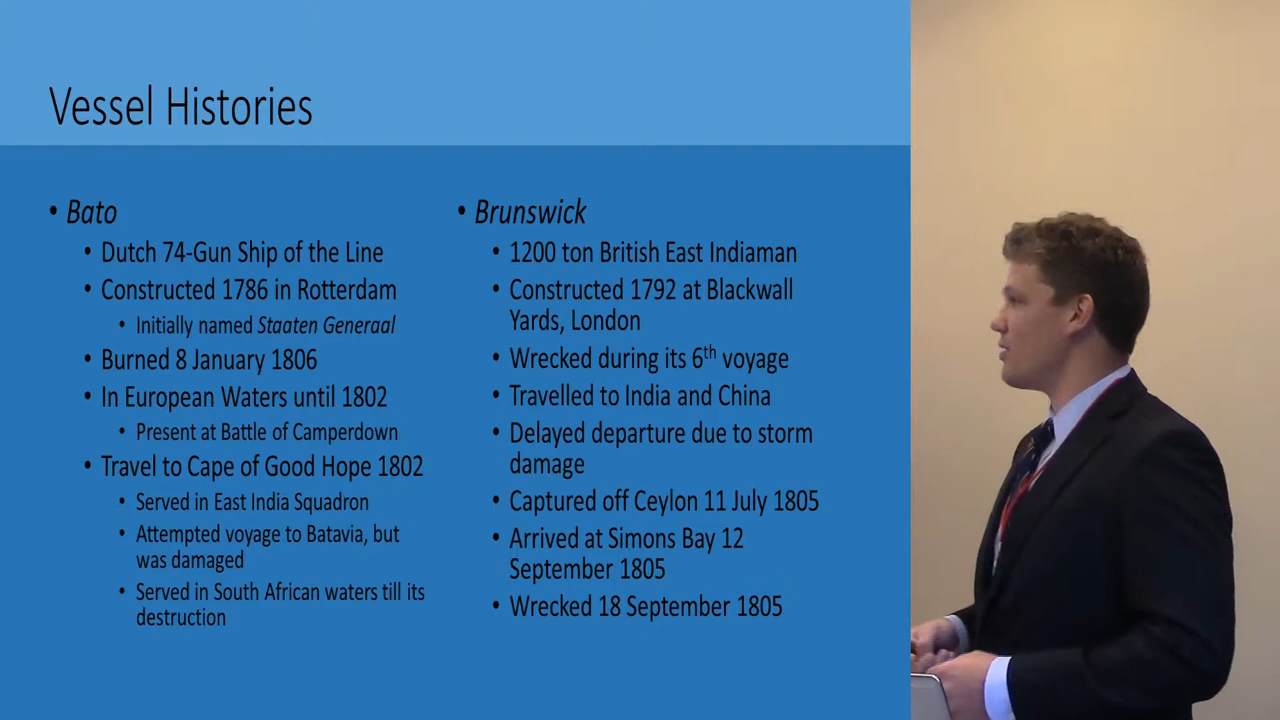 Vessel Histories
• Bato
• Dutch 74-Gun Ship of the Line
• Constructed 1786 in Rotterdam
• Initially named Staaten Generaal
• Burned 8 January 1806
• In European Waters until 1802
• Present at Battle of Camperdown
• Travel to Cape of Good Hope 1802
• Served in East India Squadron
• Attempted voyage to Batavia, but
was damaged
• Served in South African waters till its
destruction
• Brunswick
• 1200 ton British East Indiaman
• Constructed 1792 at Blackwall
Yards, London
• Wrecked during its 6th voyage
• Travelled to India and China
• Delayed departure due to storm
damage
• Captured off Ceylon 11 July 1805
• Arrived at Simons Bay 12
September 1805
• Wrecked 18 September 1805